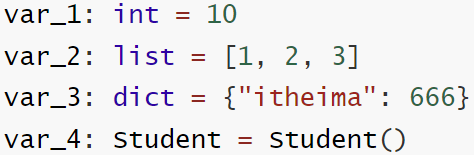 var_1: int = 10
var_2: list = [1, 2, 3]
var_3: dict = {"itheima": 666}
var_4: Student = Student()